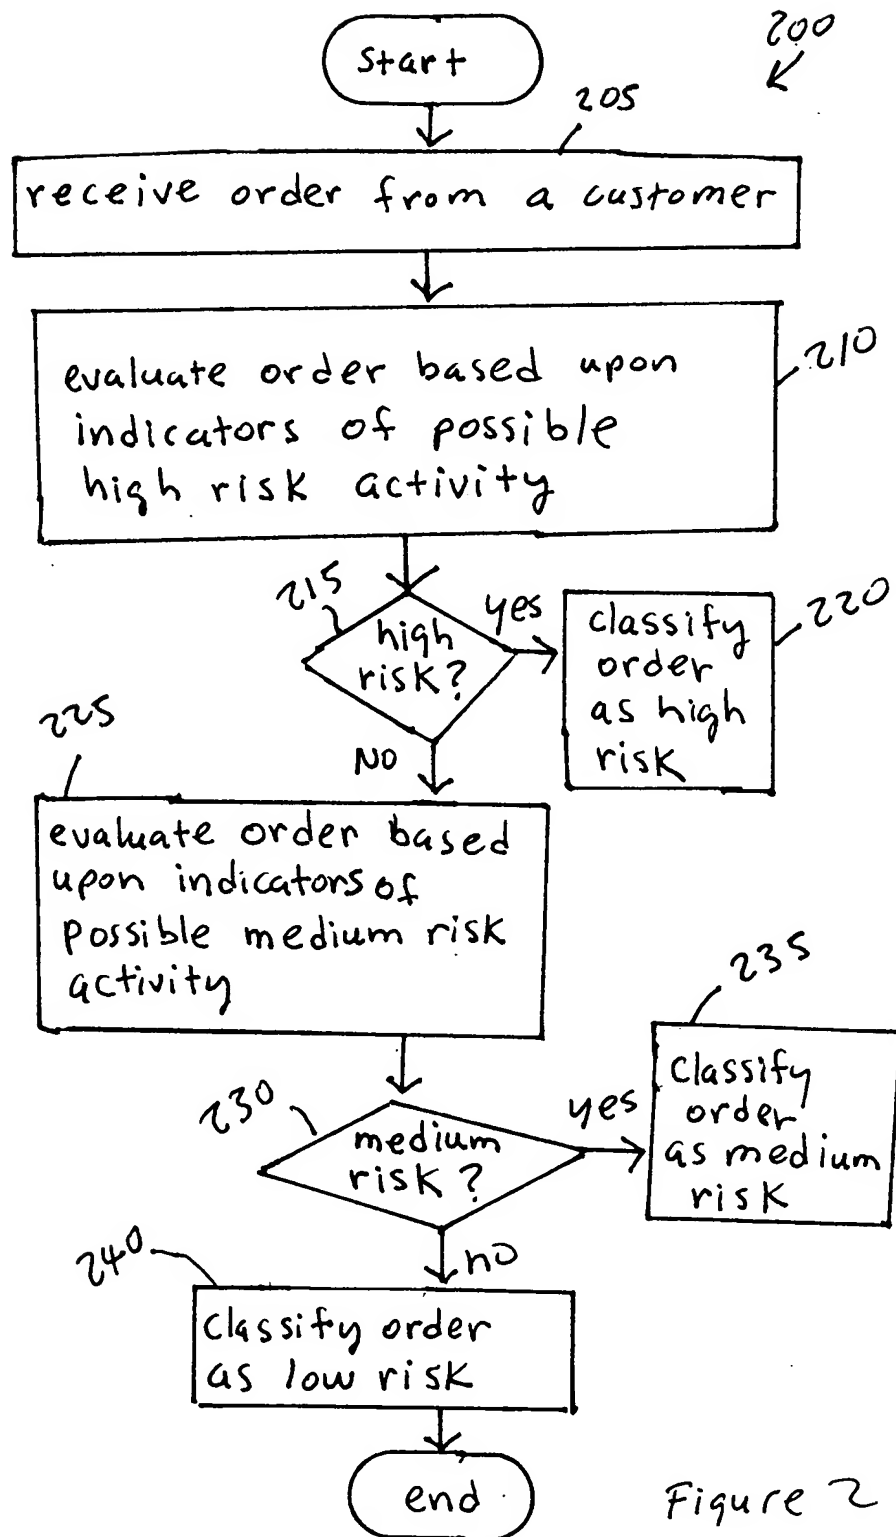 200
start
205
receive order from a customer
210
evaluate order based upon
indicators of possible
high risk activity
215
high
risk?
yes
220
classify
order
as high
risk
NO
225
evaluate order based
upon indicators of
possible medium risk
activity
230
medium
risk?
yes
235
classify
order
as medium
risk
no
240
classify order
as low risk
end
Figure 2